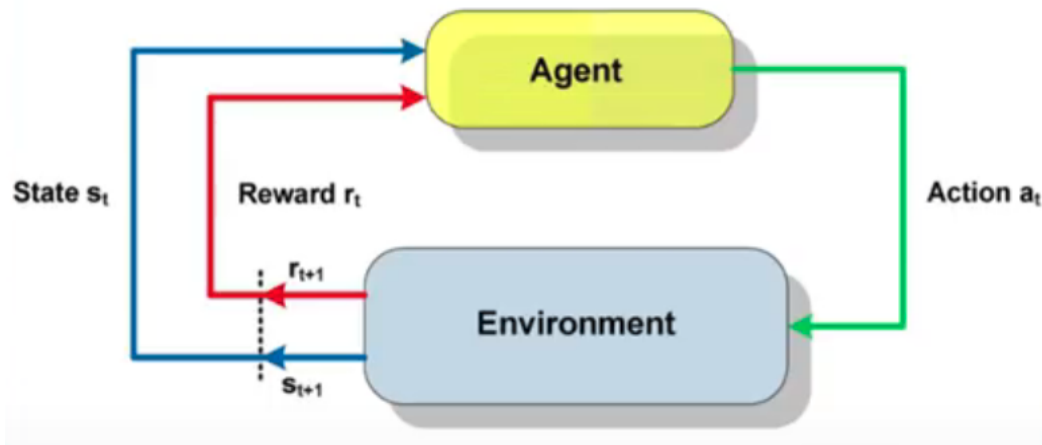 Agent
State sₜ
Reward rₜ
Action aₜ
rₜ₊₁
Environment
sₜ₊₁